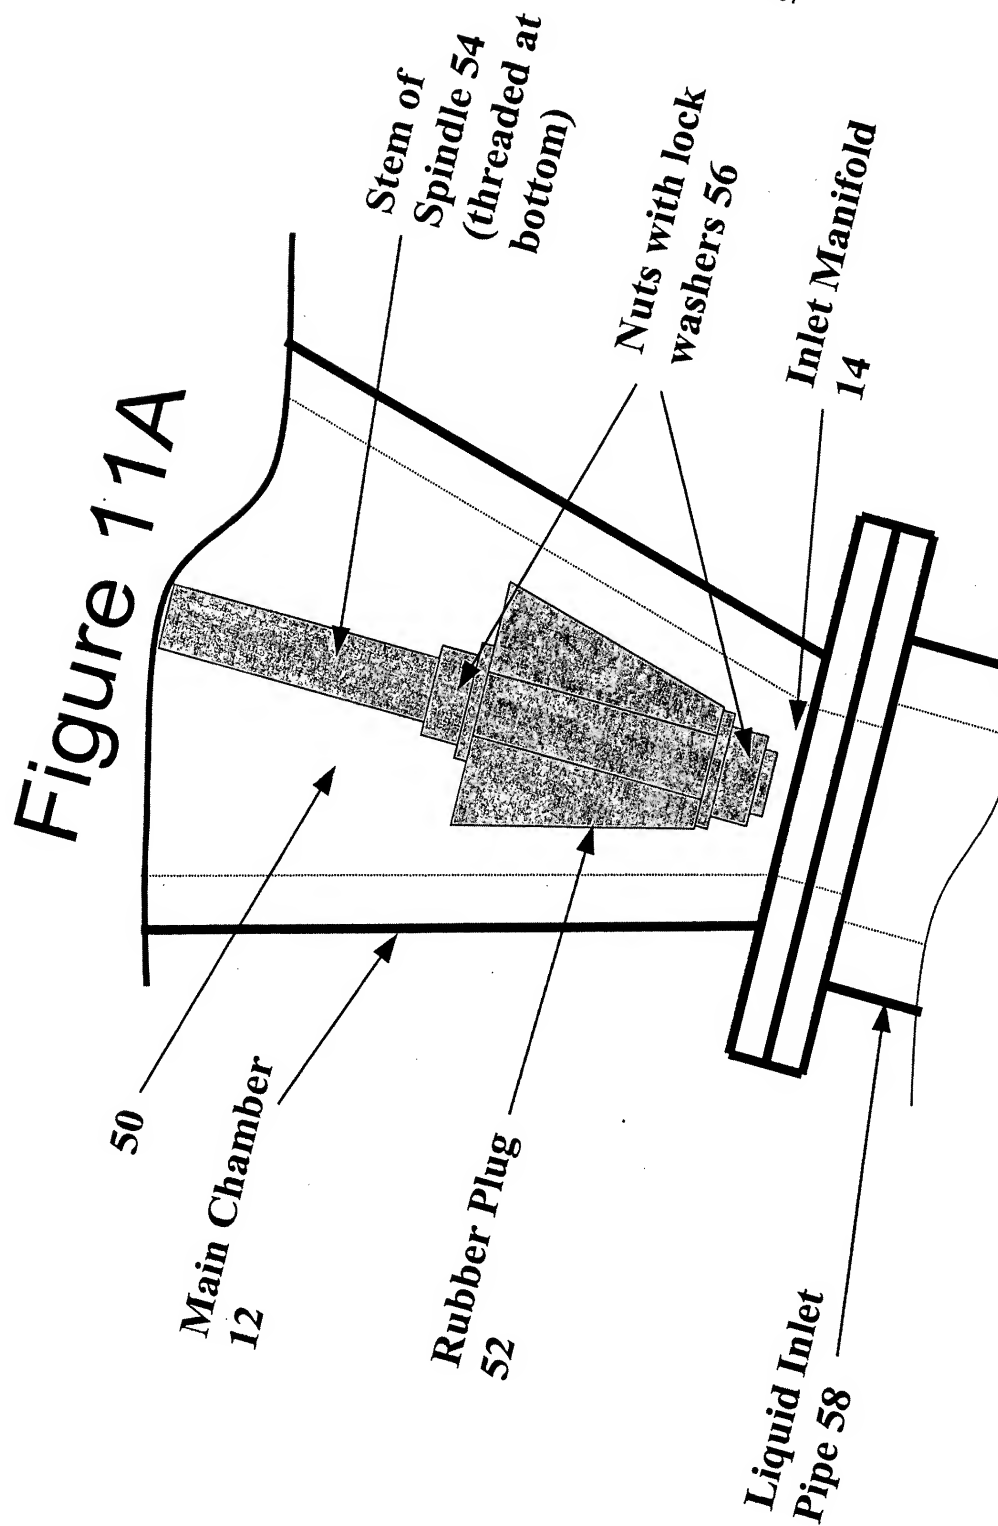 Figure 11A
50
Main Chamber
12
Rubber Plug
52
Liquid Inlet
Pipe 58
Stem of
Spindle 54
(threaded at
bottom)
Nuts with lock
washers 56
Inlet Manifold
14